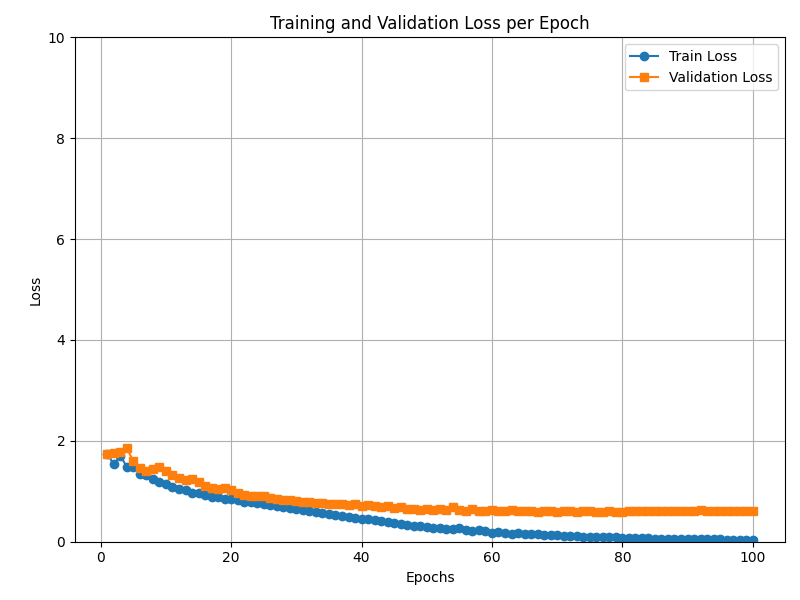 Training and Validation Loss per Epoch
Train Loss
Validation Loss
Loss
10
8
6
4
2
0
0 20 40 60 80 100
Epochs